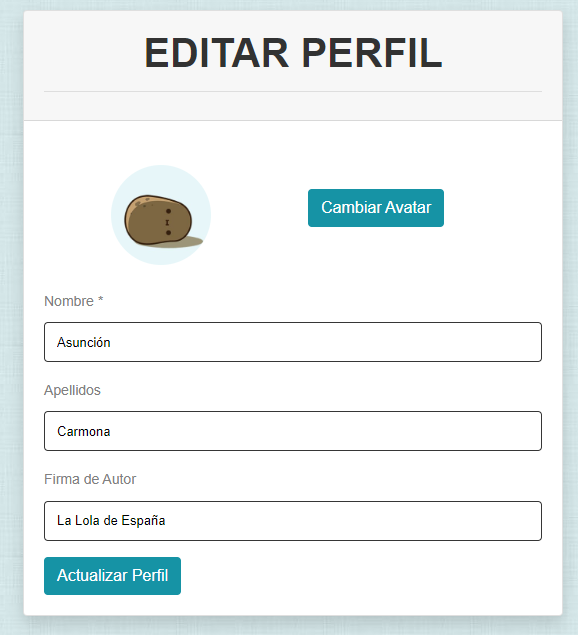 EDITAR PERFIL
Cambiar Avatar
Nombre *
Asunción
Apellidos
Carmona
Firma de Autor
La Lola de España
Actualizar Perfil